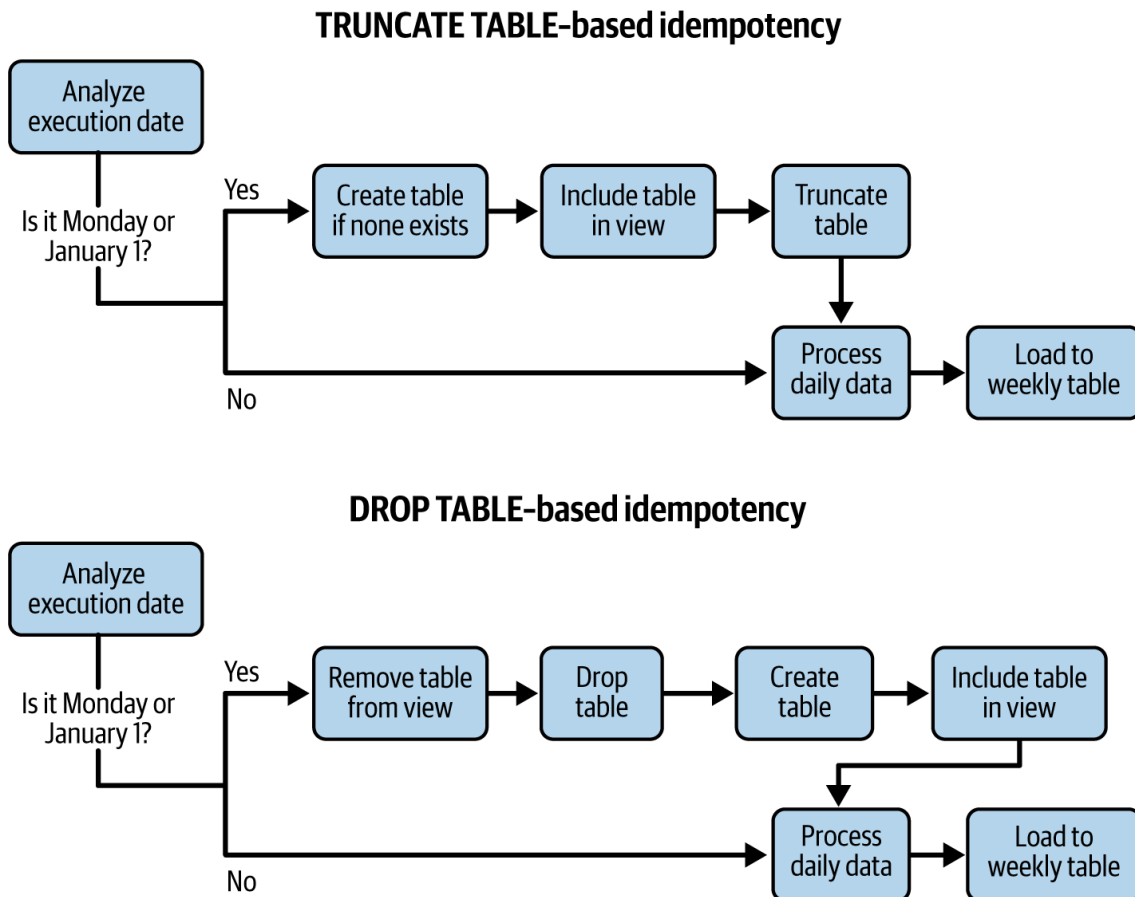 TRUNCATE TABLE–based idempotency
Analyze
execution date
Is it Monday or
January 1?
Yes
Create table
if none exists
Include table
in view
Truncate
table
No
Process
daily data
Load to
weekly table
DROP TABLE–based idempotency
Analyze
execution date
Is it Monday or
January 1?
Yes
Remove table
from view
Drop
table
Create
table
Include table
in view
No
Process
daily data
Load to
weekly table